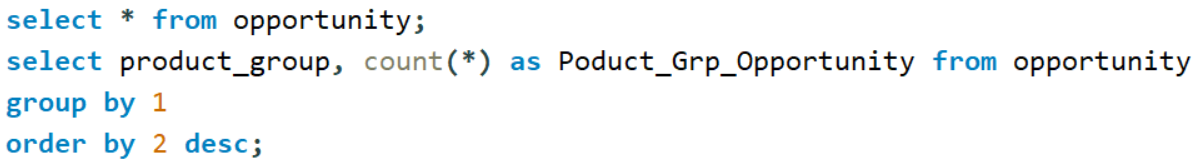 select * from opportunity;
select product_group, count(*) as Poduct_Grp_Opportunity from opportunity
group by 1
order by 2 desc;